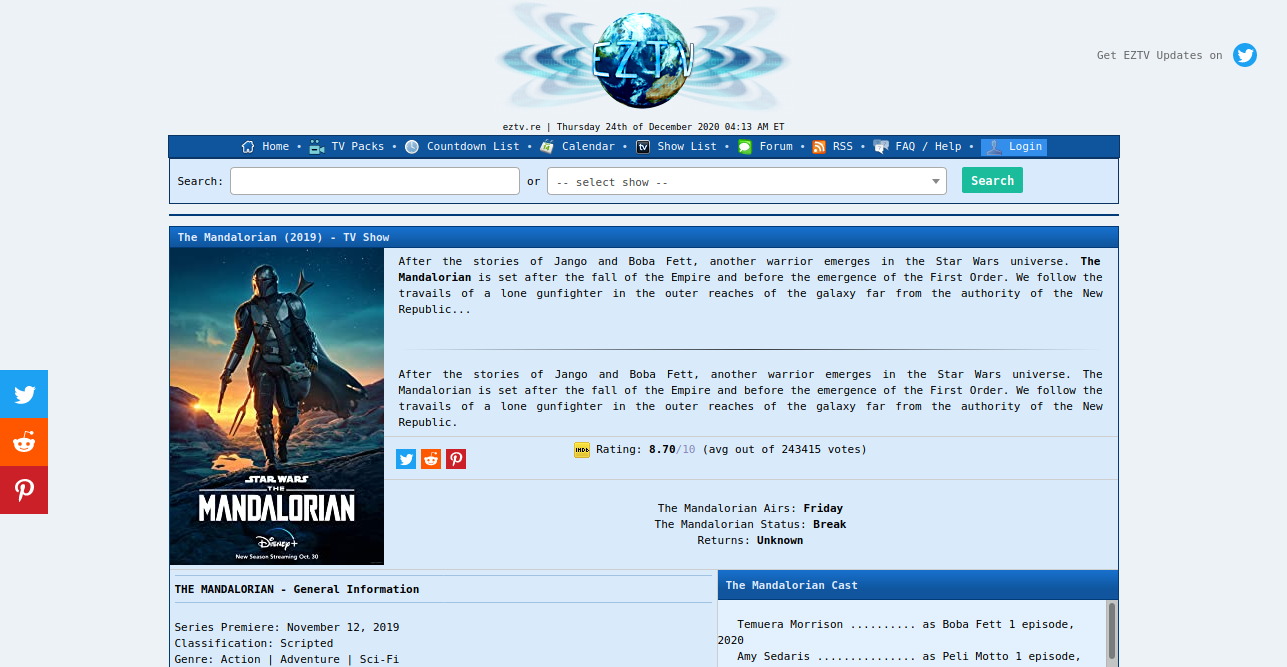 EZTV
Get EZTV Updates on
eztv.re | Thursday 24th of December 2020 04:13 AM ET
Home • TV Packs • Countdown List • Calendar • tv Show List • Forum • RSS • FAQ / Help • Login
Search: or -- select show -- Search
The Mandalorian (2019) - TV Show
After the stories of Jango and Boba Fett, another warrior emerges in the Star Wars universe. The
Mandalorian is set after the fall of the Empire and before the emergence of the First Order. We follow the
travails of a lone gunfighter in the outer reaches of the galaxy far from the authority of the New
Republic...
After the stories of Jango and Boba Fett, another warrior emerges in the Star Wars universe. The
Mandalorian is set after the fall of the Empire and before the emergence of the First Order. We follow the
travails of a lone gunfighter in the outer reaches of the galaxy far from the authority of the New
Republic.
IMDb Rating: 8.70/10 (avg out of 243415 votes)
STAR WARS
THE
MANDALORIAN
Disney+
New Season Streaming Oct. 30
The Mandalorian Airs: Friday
The Mandalorian Status: Break
Returns: Unknown
THE MANDALORIAN - General Information
Series Premiere: November 12, 2019
Classification: Scripted
Genre: Action | Adventure | Sci-Fi
The Mandalorian Cast
Temuera Morrison .......... as Boba Fett 1 episode,
2020
Amy Sedaris ............... as Peli Motto 1 episode,